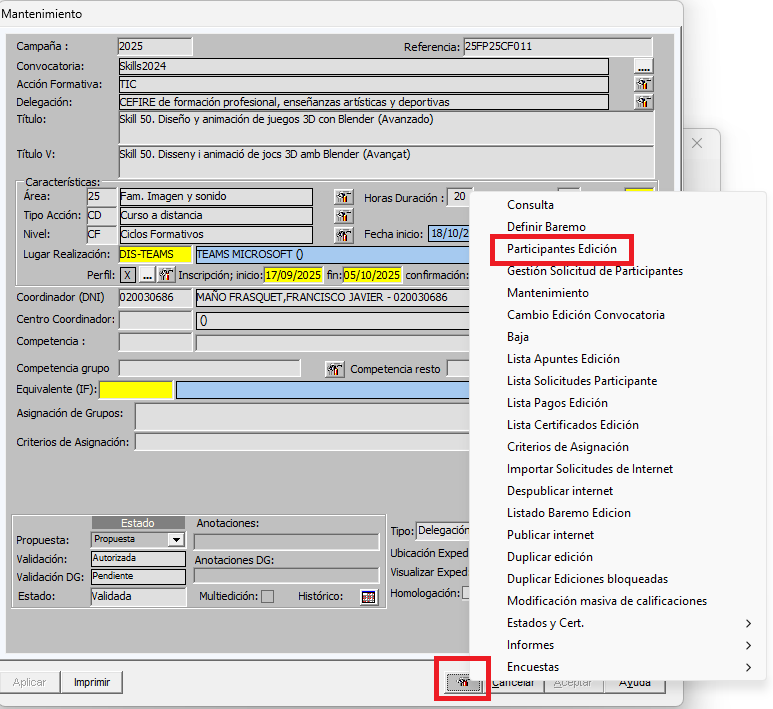 Mantenimiento
Campaña : 2025 Referencia: 25FP25CF011
Convocatoria: Skills2024 ....
Acción Formativa: TIC
Delegación: CEFIRE de formación profesional, enseñanzas artísticas y deportivas
Título: Skill 50. Diseño y animación de juegos 3D con Blender (Avanzado)
Título V: Skill 50. Disseny i animació de jocs 3D amb Blender (Avançat)
Características:
Área: 25 Fam. Imagen y sonido Horas Duración : 20
Tipo Acción: CD Curso a distancia
Nivel: CF Ciclos Formativos Fecha inicio: 18/10/2
Lugar Realización: DIS-TEAMS TEAMS MICROSOFT ()
Perfil: X ... Inscripción; inicio: 17/09/2025 fin: 05/10/2025 confirmación:
Coordinador (DNI) 020030686 MAÑO FRASQUET,FRANCISCO JAVIER - 020030686
Centro Coordinador: ()
Competencia :
Competencia grupo Competencia resto
Equivalente (IF):
Asignación de Grupos:
Criterios de Asignación:
Estado
Propuesta: Propuesta
Validación: Autorizada
Validación DG: Pendiente
Estado: Validada
Anotaciones:
Anotaciones DG:
Multiedición: Histórico:
Tipo: Delegación
Ubicación Exped
Visualizar Exped
Homologación:
Aplicar Imprimir Cancelar Aceptar Ayuda
Consulta
Definir Baremo
Participantes Edición
Gestión Solicitud de Participantes
Mantenimiento
Cambio Edición Convocatoria
Baja
Lista Apuntes Edición
Lista Solicitudes Participante
Lista Pagos Edición
Lista Certificados Edición
Criterios de Asignación
Importar Solicitudes de Internet
Despublicar internet
Listado Baremo Edicion
Publicar internet
Duplicar edición
Duplicar Ediciones bloqueadas
Modificación masiva de calificaciones
Estados y Cert.
Informes
Encuestas